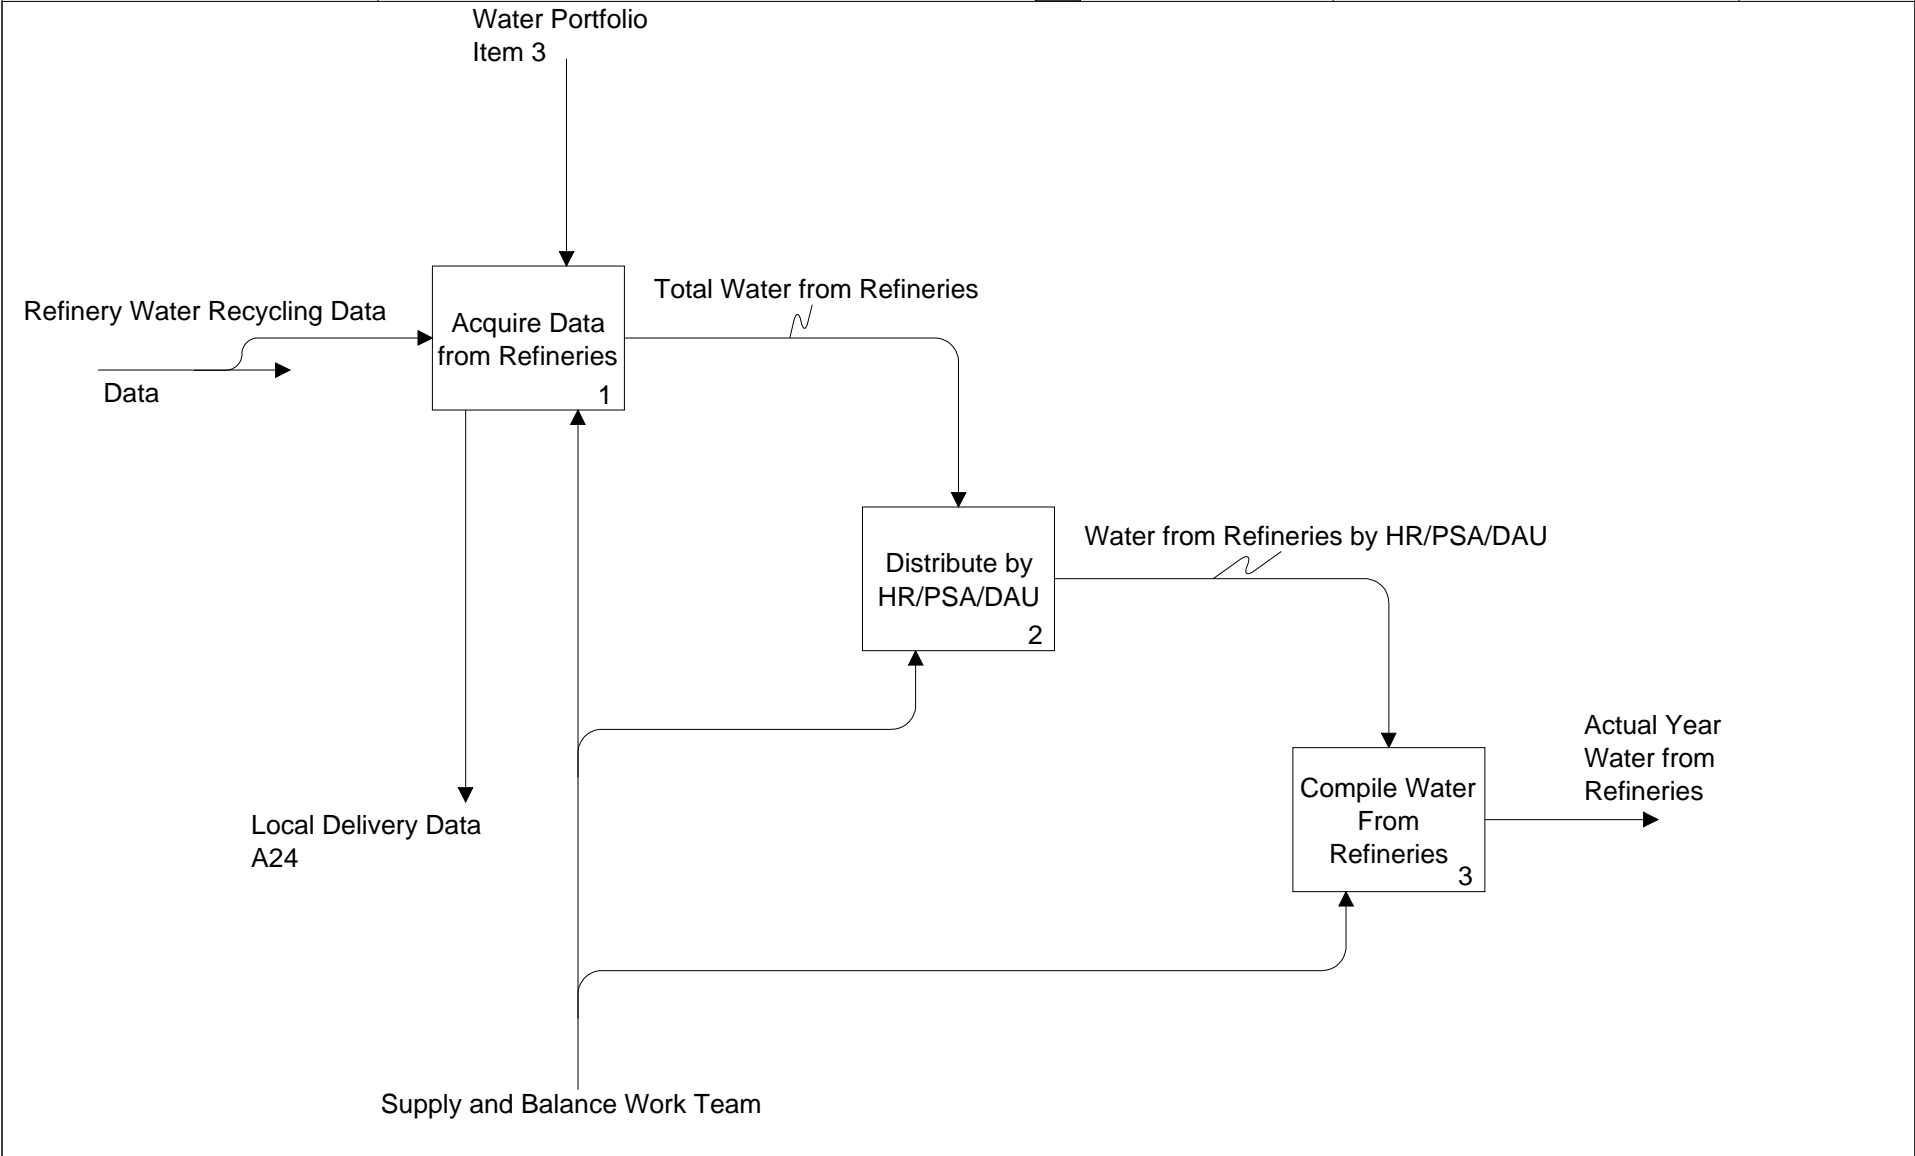 Water Portfolio
Item 3
Total Water from Refineries
Refinery Water Recycling Data
Acquire Data
from Refineries
1
Data
Water from Refineries by HR/PSA/DAU
Distribute by
HR/PSA/DAU
2
Actual Year
Water from
Refineries
Compile Water
From
Refineries
3
Local Delivery Data
A24
Supply and Balance Work Team